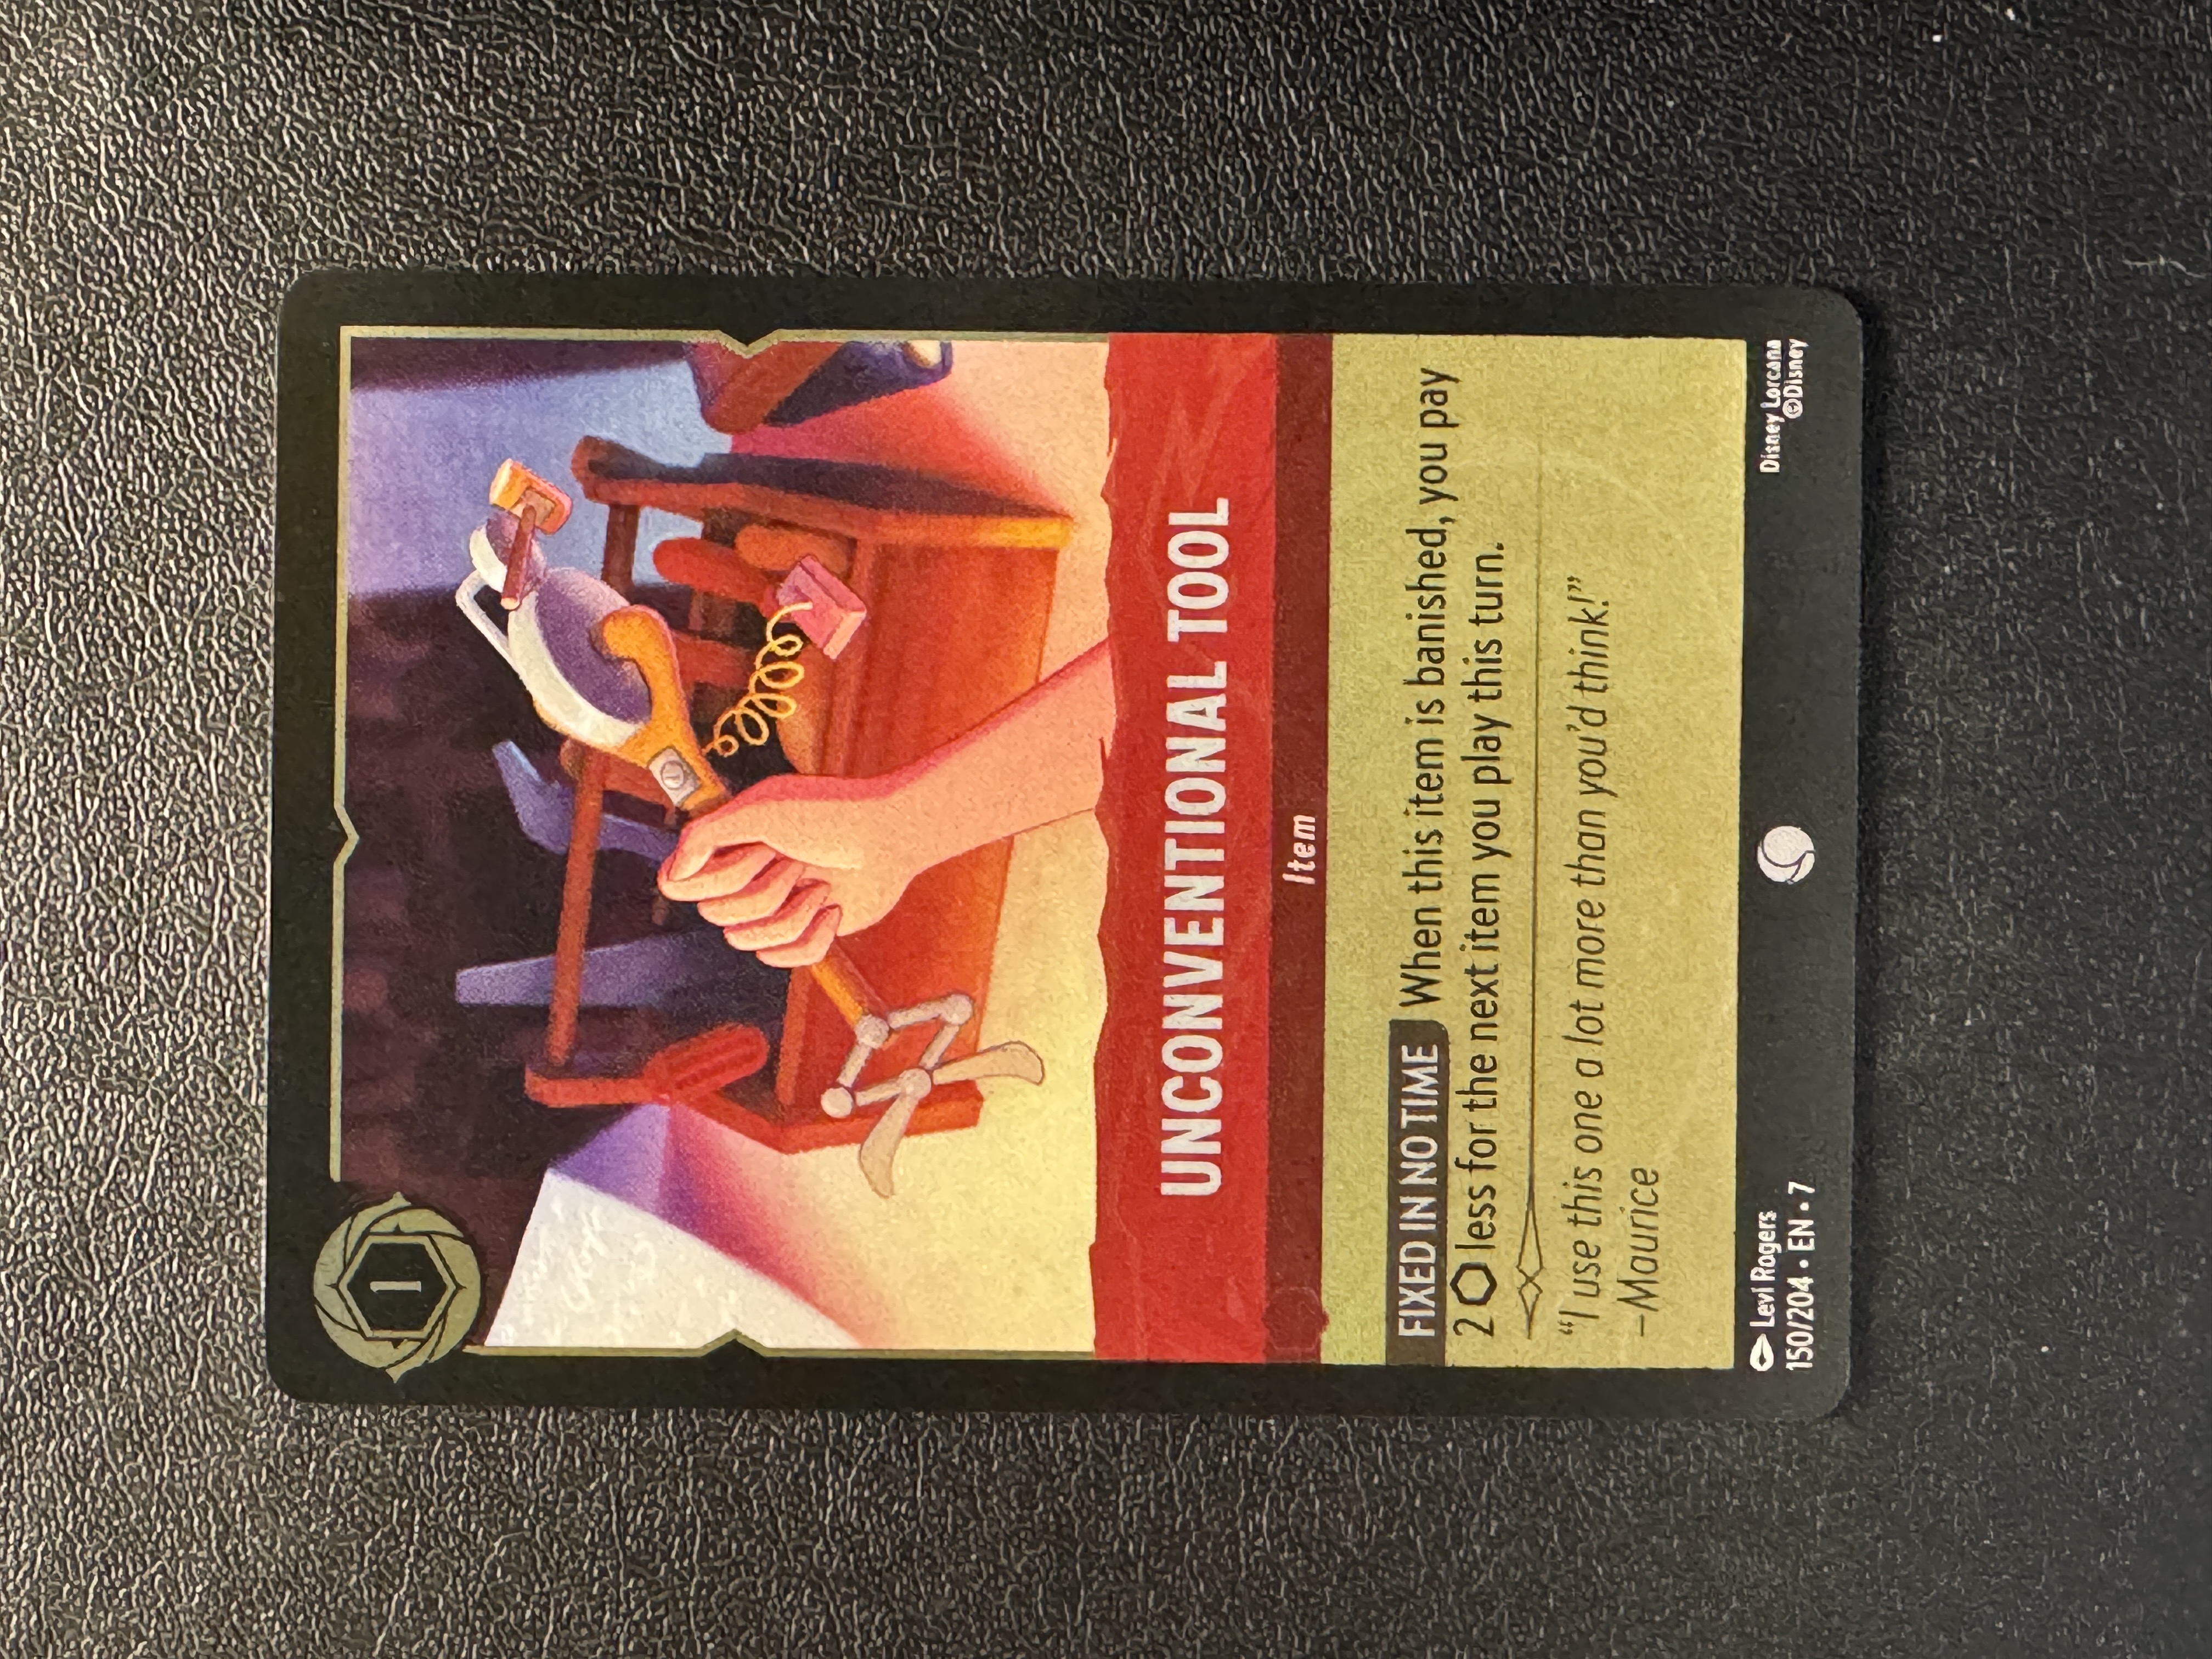 1
UNCONVENTIONAL TOOL
Item
FIXED IN NO TIME When this item is banished, you pay
2 ⬡ less for the next item you play this turn.
“I use this one a lot more than you’d think!”
–Maurice
Levi Rogers
150/204 • EN • 7
Disney Lorcana
©Disney